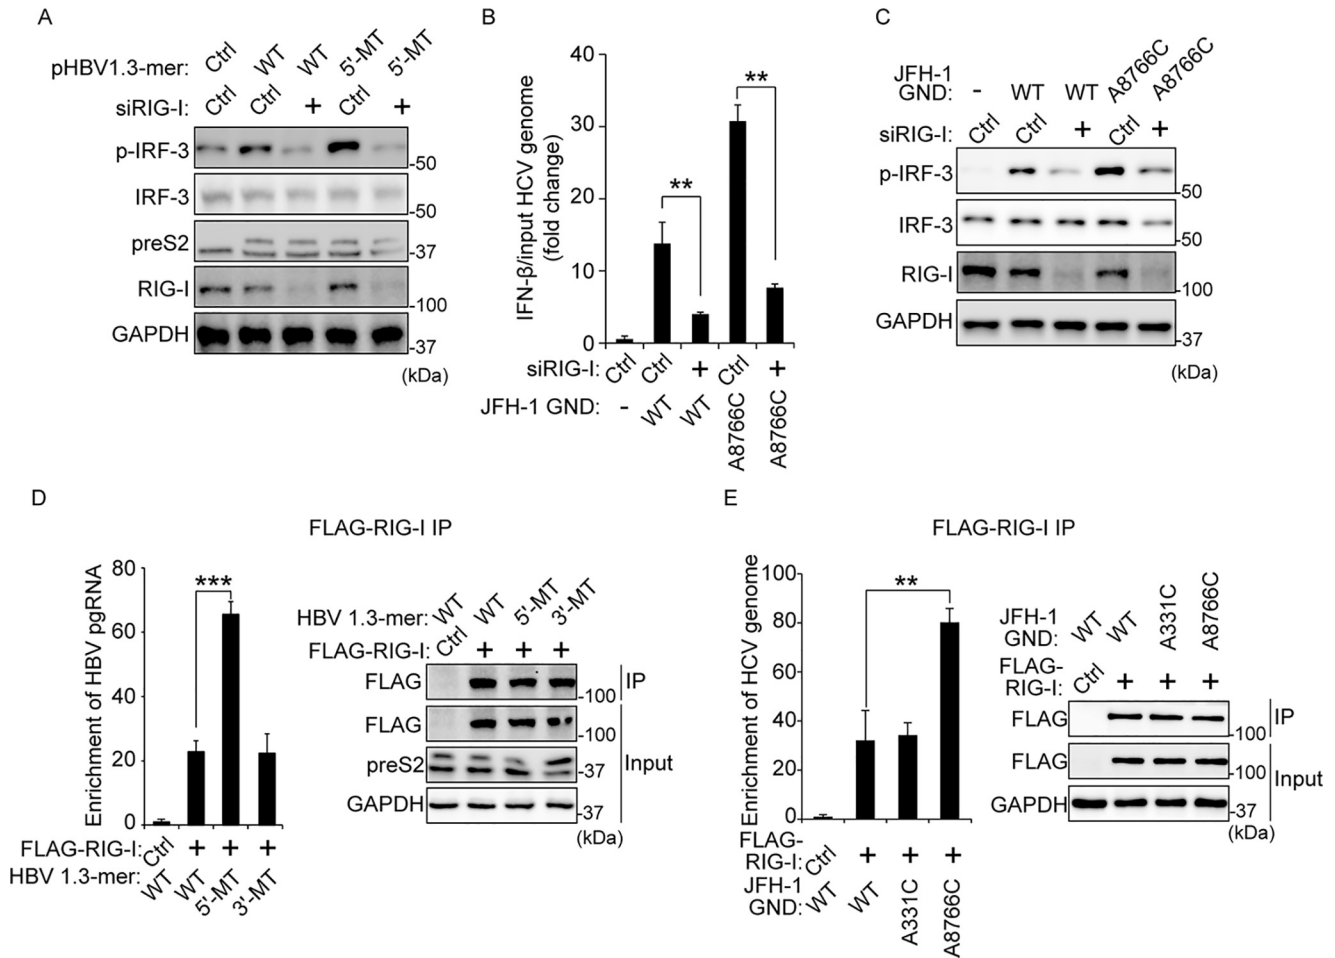 A
pHBV1.3-mer: Ctrl WT WT 5'-MT 5'-MT
siRIG-I: Ctrl Ctrl + Ctrl +
p-IRF-3 -50
IRF-3 -50
preS2 -37
RIG-I -100
GAPDH -37
(kDa)
B
IFN-β/input HCV genome
(fold change)
40
30
20
10
0
** **
siRIG-I: Ctrl Ctrl + Ctrl +
JFH-1 GND: - WT WT A8766C A8766C
C
JFH-1
GND: - WT WT A8766C A8766C
siRIG-I: Ctrl Ctrl + Ctrl +
p-IRF-3 -50
IRF-3 -50
RIG-I -100
GAPDH -37
(kDa)
D
FLAG-RIG-I IP
Enrichment of HBV pgRNA
80
60
40
20
0
***
FLAG-RIG-I: Ctrl + + +
HBV 1.3-mer: WT WT 5'-MT 3'-MT
HBV 1.3-mer: WT WT 5'-MT 3'-MT
FLAG-RIG-I: Ctrl + + +
FLAG -100 IP
FLAG -100
preS2 -37 Input
GAPDH -37
(kDa)
E
FLAG-RIG-I IP
Enrichment of HCV genome
100
80
60
40
20
0
**
FLAG-
RIG-I: Ctrl + + +
JFH-1
GND: WT WT A331C A8766C
JFH-1
GND: WT WT A331C A8766C
FLAG-
RIG-I: Ctrl + + +
FLAG -100 IP
FLAG -100 Input
GAPDH -37
(kDa)